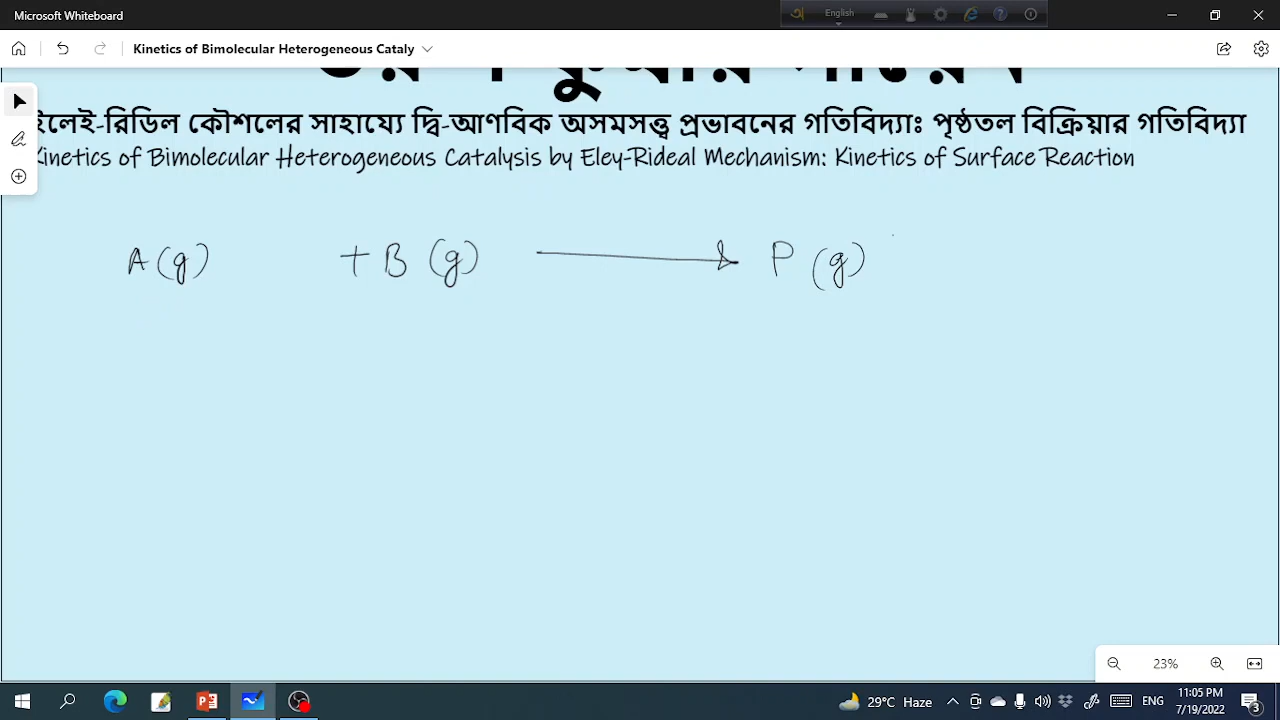 Microsoft Whiteboard
English
Kinetics of Bimolecular Heterogeneous Cataly
ইলেই-রিডিল কৌশলের সাহায্যে দ্বি-আণবিক অসমসত্ত্ব প্রভাবনের গতিবিদ্যাঃ পৃষ্ঠতল বিক্রিয়ার গতিবিদ্যা
Kinetics of Bimolecular Heterogeneous Catalysis by Eley-Rideal Mechanism: Kinetics of Surface Reaction
A(g) + B(g) → P(g)
23%
29°C Haze
ENG
11:05 PM
7/19/2022
3